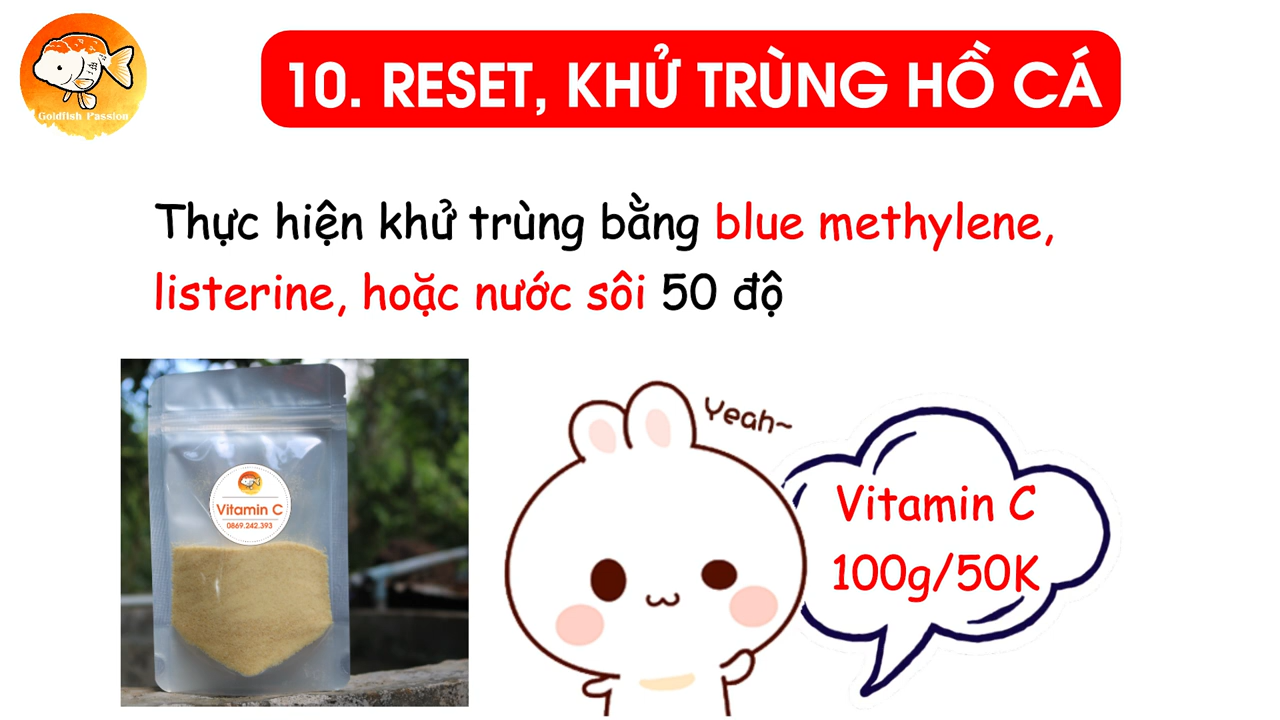 Goldfish Passion
10. RESET, KHỬ TRÙNG HỒ CÁ
Thực hiện khử trùng bằng blue methylene,
listerine, hoặc nước sôi 50 độ
Vitamin C
0869.242.393
Yeah~
Vitamin C
100g/50K